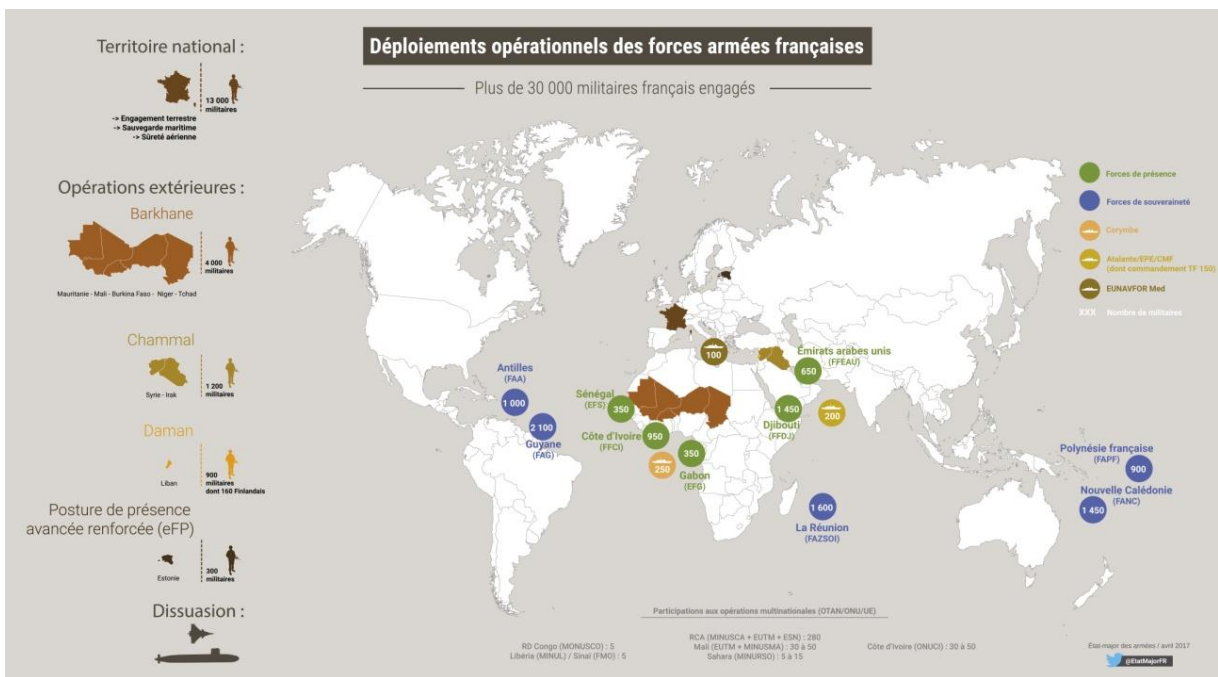 Déploiements opérationnels des forces armées françaises
Plus de 30 000 militaires français engagés
Territoire national :
13 000
militaires
-> Engagement terrestre
-> Sauvegarde maritime
-> Sûreté aérienne
Opérations extérieures :
Barkhane
4 000
militaires
Mauritanie - Mali - Burkina Faso - Niger - Tchad
Chammal
1 200
militaires
Syrie - Irak
Daman
900
militaires
dont 160 Finlandais
Liban
Posture de présence
avancée renforcée (eFP)
300
militaires
Estonie
Dissuasion :
Forces de présence
Forces de souveraineté
Corymbe
Atalante/EPE/CMF
(dont commandement TF 150)
EUNAVFOR Med
XXX Nombre de militaires
100
Émirats arabes unis
(FFEAU)
650
Antilles
(FAA)
1 000
2 100
Guyane
(FAG)
Sénégal
(EFS)
350
Côte d'Ivoire
(FFCI)
950
250
350
Gabon
(EFG)
1 450
Djibouti
(FFDJ)
200
1 600
La Réunion
(FAZSOI)
Polynésie française
(FAPF)
900
Nouvelle Calédonie
(FANC)
1 450
Participations aux opérations multinationales (OTAN/ONU/UE)
RD Congo (MONUSCO) : 5
Libéria (MINUL) / Sinaï (FMO) : 5
RCA (MINUSCA + EUTM + ESN) : 280
Mali (EUTM + MINUSMA) : 30 à 50
Sahara (MINURSO) : 5 à 15
Côte d'Ivoire (ONUCI) : 30 à 50
État-major des armées / avril 2017
@EtatMajorFR